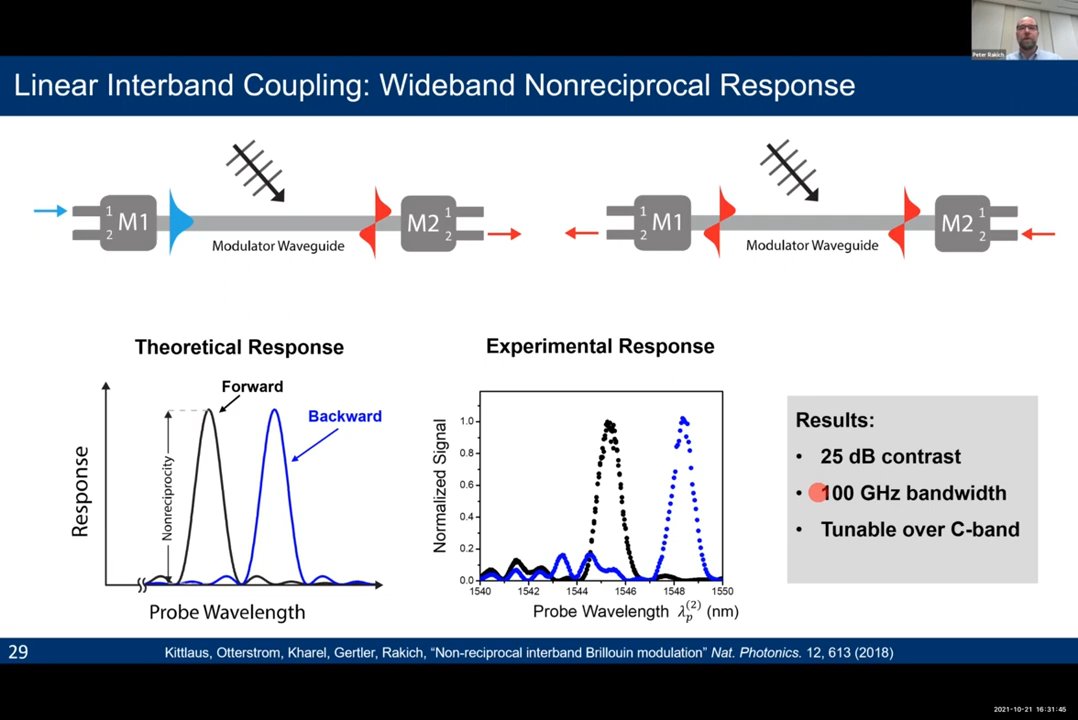 Peter Rakich
Linear Interband Coupling: Wideband Nonreciprocal Response
M1
1
2
Modulator Waveguide
M2
1
2
M1
1
2
Modulator Waveguide
M2
1
2
Theoretical Response
Forward
Backward
Nonreciprocity
Response
Probe Wavelength
Experimental Response
Normalized Signal
1.0
0.8
0.6
0.4
0.2
0.0
1540 1542 1544 1546 1548 1550
Probe Wavelength λp(2) (nm)
Results:
• 25 dB contrast
• 100 GHz bandwidth
• Tunable over C-band
29
Kittlaus, Otterstrom, Kharel, Gertler, Rakich, “Non-reciprocal interband Brillouin modulation” Nat. Photonics. 12, 613 (2018)
2021-10-21 16:31:45